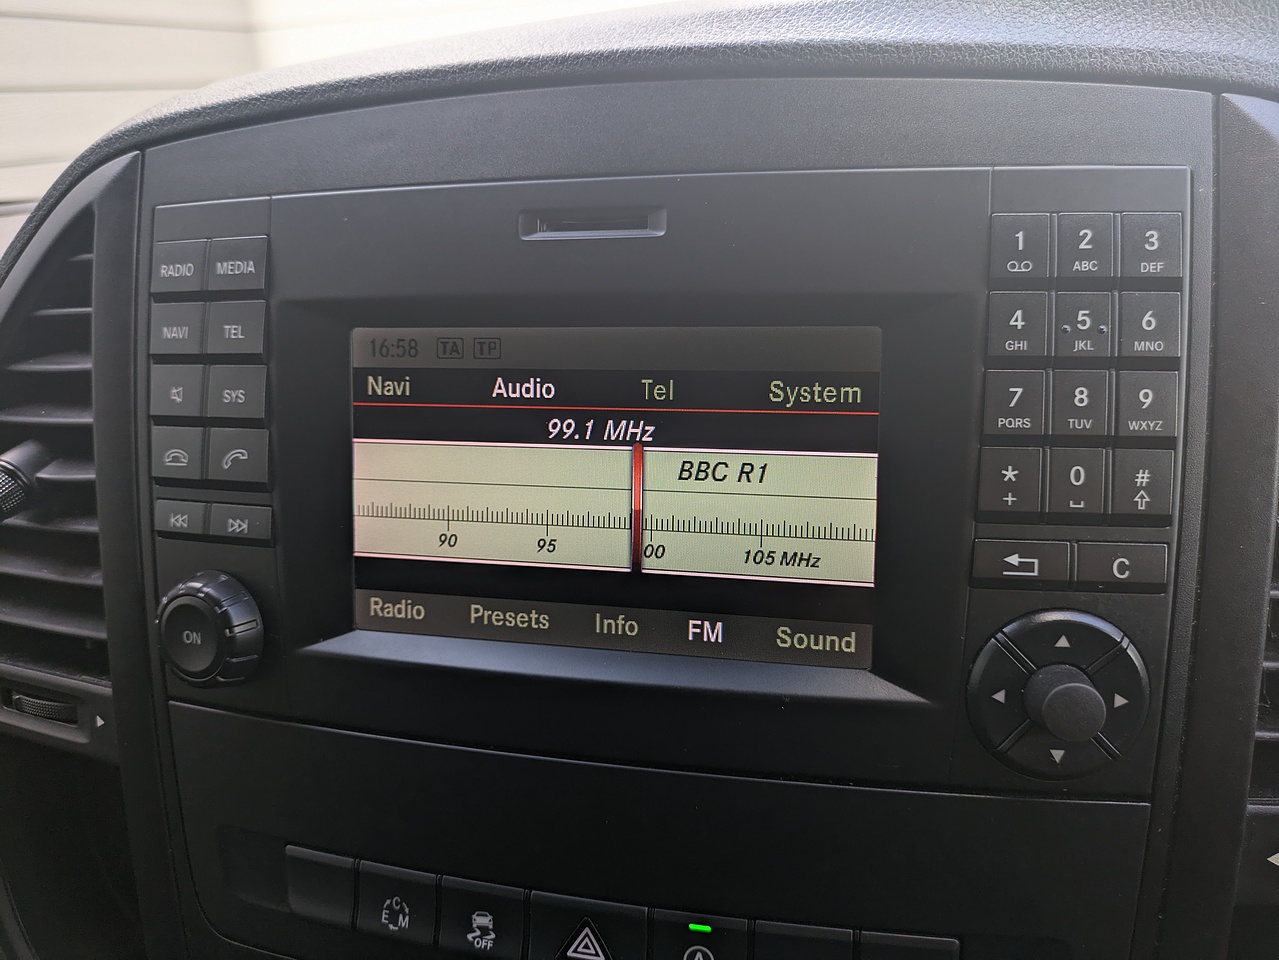 RADIO MEDIA
NAVI TEL
SYS
ON
16:58 TA TP
Navi Audio Tel System
99.1 MHz
BBC R1
90 95 00 105 MHz
Radio Presets Info FM Sound
1 2 ABC 3 DEF
4 GHI 5 JKL 6 MNO
7 PQRS 8 TUV 9 WXYZ
* + 0 #
C
C E M
OFF
A